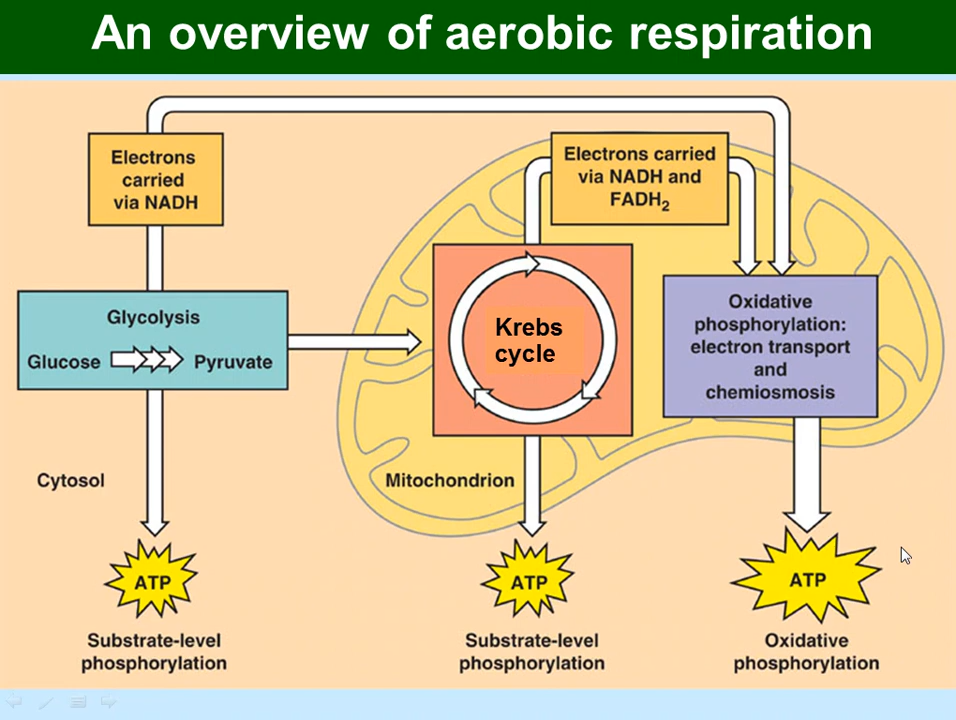 An overview of aerobic respiration
Electrons
carried
via NADH
Electrons carried
via NADH and
FADH₂
Glycolysis
Glucose Pyruvate
Krebs
cycle
Oxidative
phosphorylation:
electron transport
and
chemiosmosis
Cytosol
Mitochondrion
ATP
ATP
ATP
Substrate-level
phosphorylation
Substrate-level
phosphorylation
Oxidative
phosphorylation